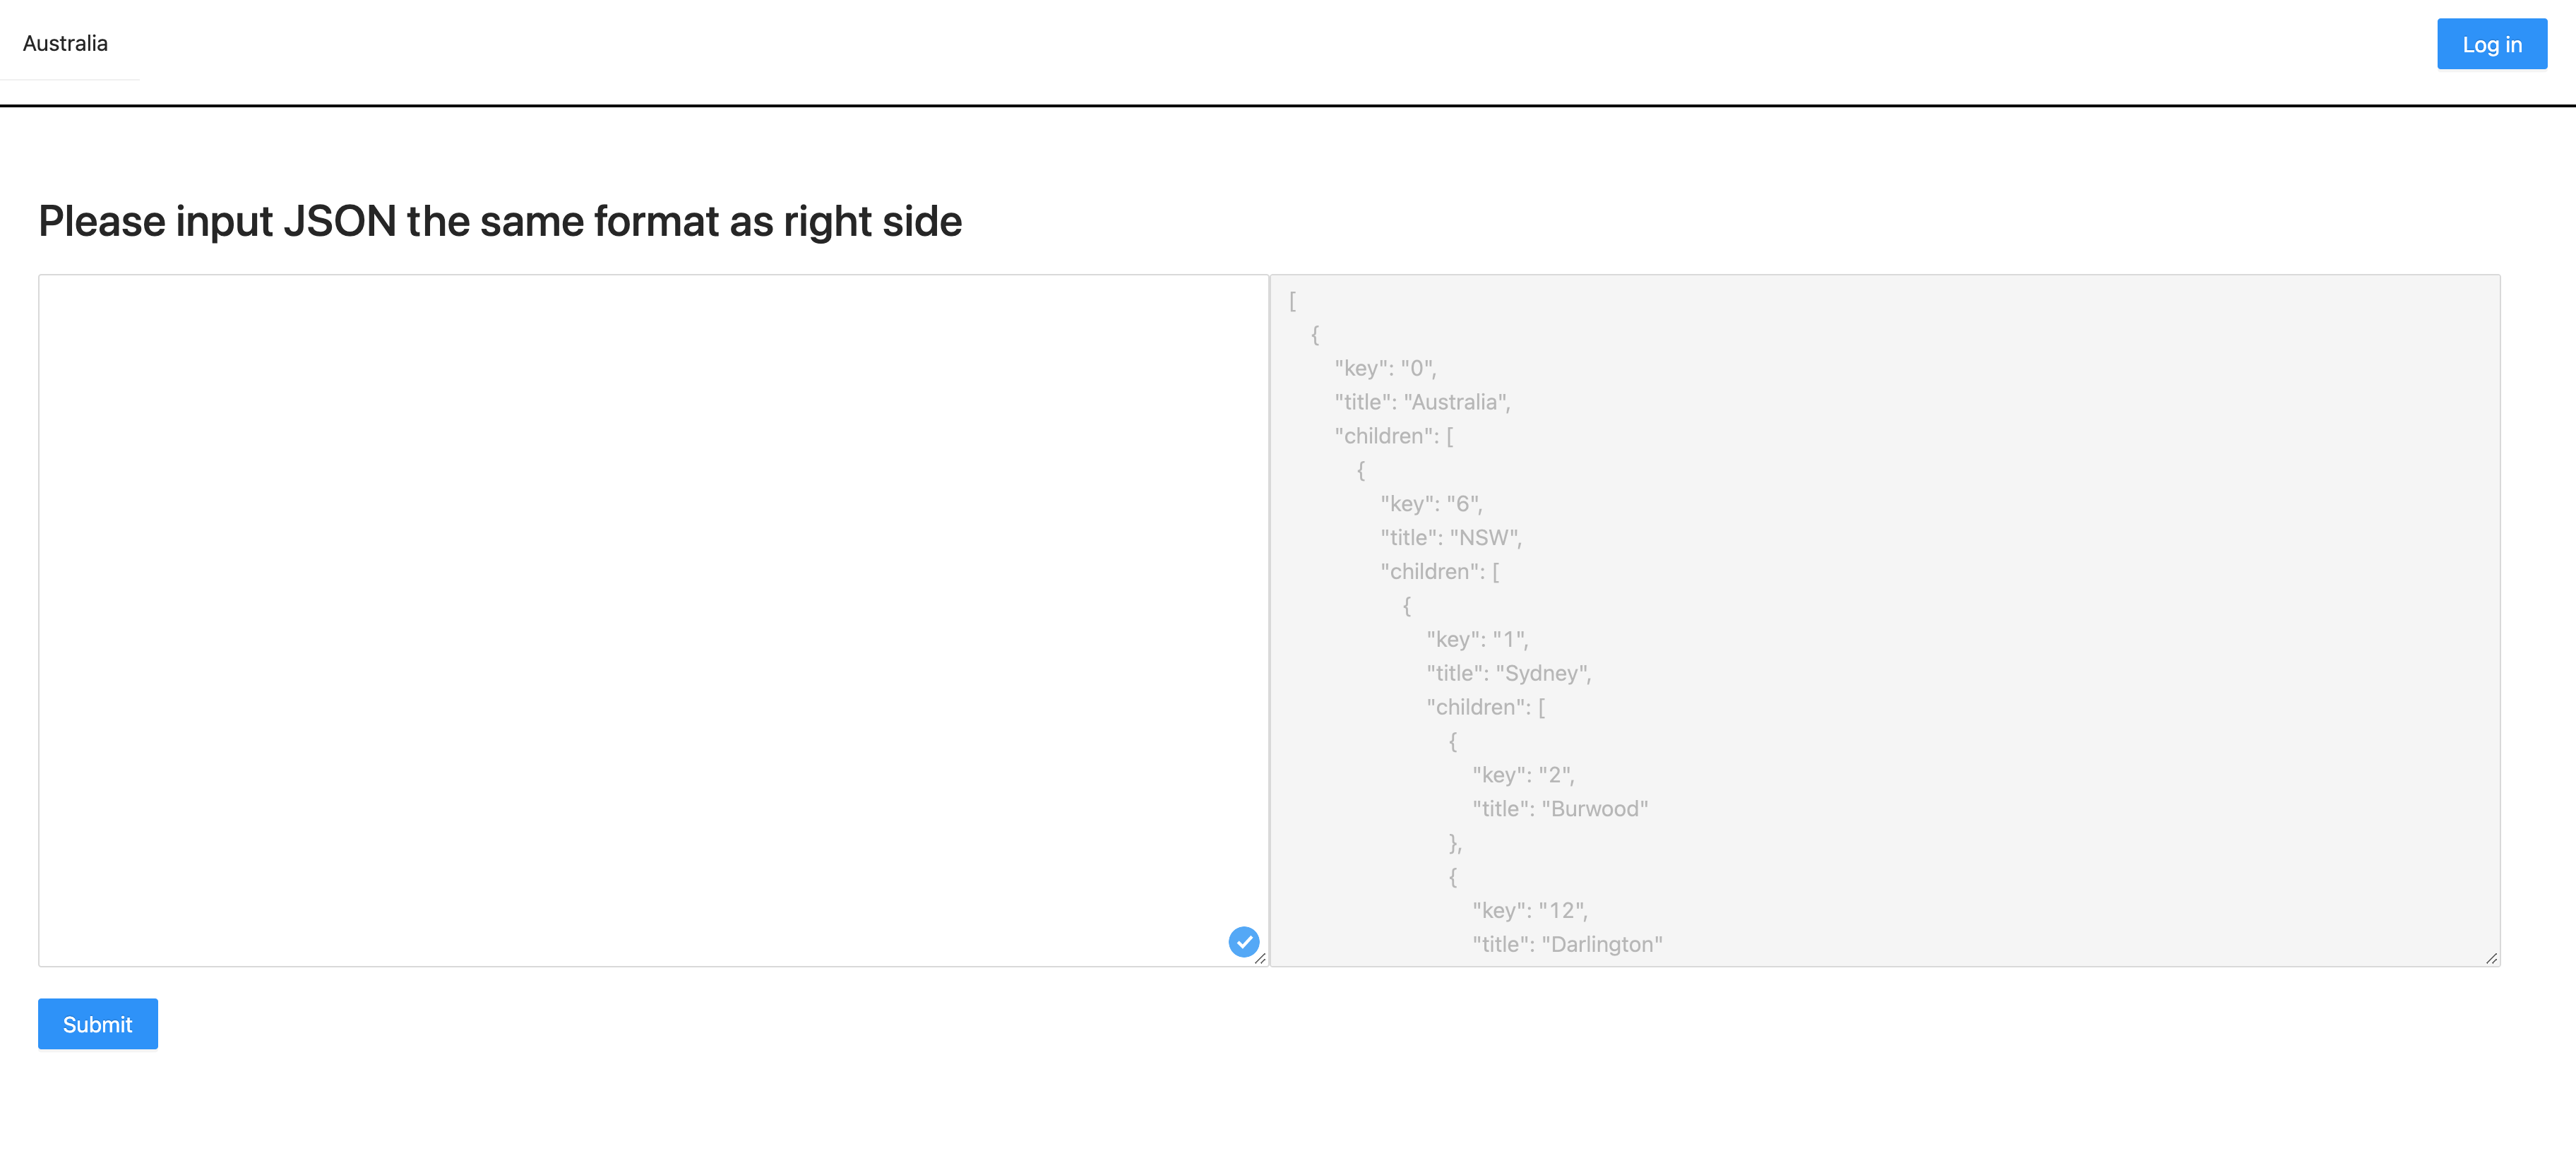 Australia
Log in
Please input JSON the same format as right side
[
{
"key": "0",
"title": "Australia",
"children": [
{
"key": "6",
"title": "NSW",
"children": [
{
"key": "1",
"title": "Sydney",
"children": [
{
"key": "2",
"title": "Burwood"
},
{
"key": "12",
"title": "Darlington"
Submit